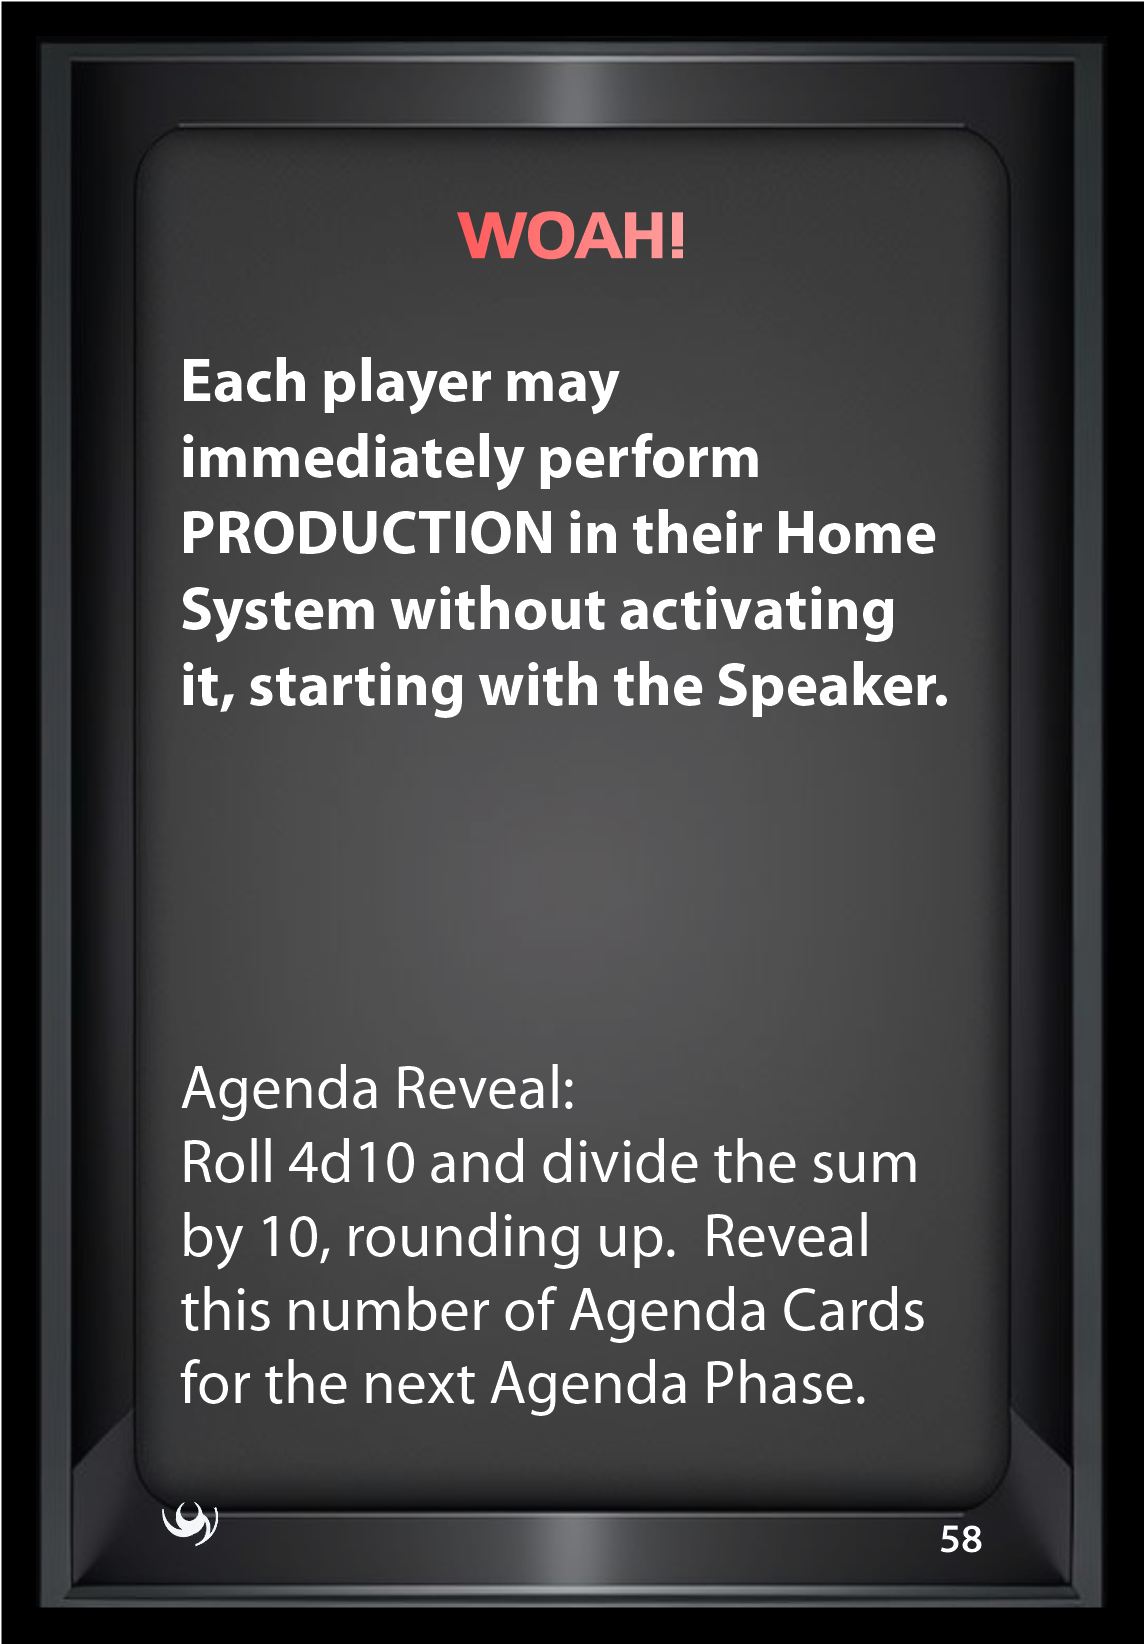 WOAH!
Each player may
immediately perform
PRODUCTION in their Home
System without activating
it, starting with the Speaker.
Agenda Reveal:
Roll 4d10 and divide the sum
by 10, rounding up.  Reveal
this number of Agenda Cards
for the next Agenda Phase.
58